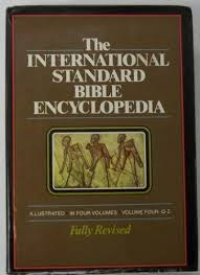 The
INTERNATIONAL
STANDARD
BIBLE
ENCYCLOPEDIA
ILLUSTRATED IN FOUR VOLUMES VOLUME FOUR: Q-Z
Fully Revised